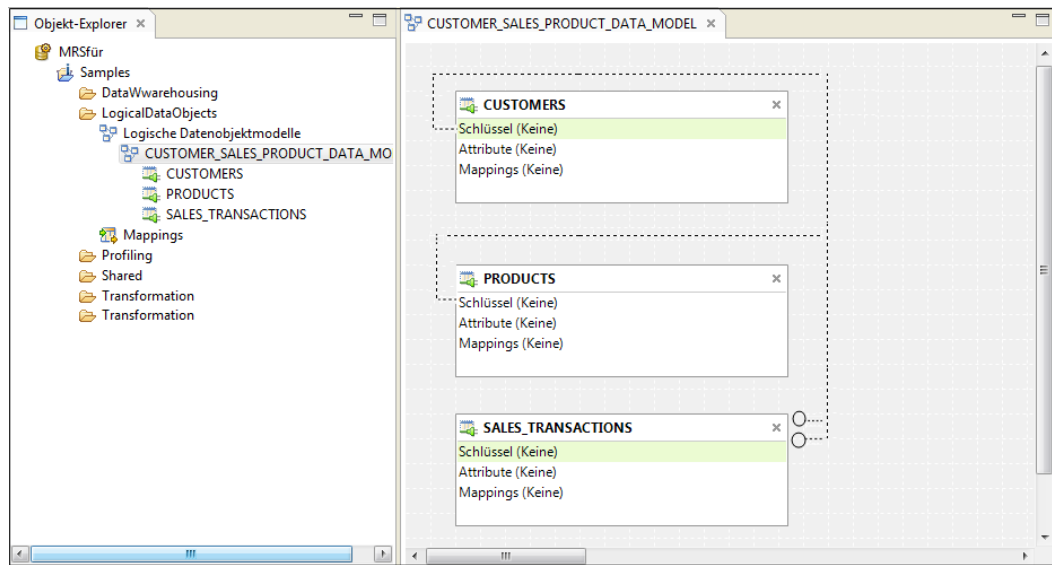 Objekt-Explorer
MRSfür
Samples
DataWwarehousing
LogicalDataObjects
Logische Datenobjektmodelle
CUSTOMER_SALES_PRODUCT_DATA_MO
CUSTOMERS
PRODUCTS
SALES_TRANSACTIONS
Mappings
Profiling
Shared
Transformation
Transformation
CUSTOMER_SALES_PRODUCT_DATA_MODEL
CUSTOMERS
Schlüssel (Keine)
Attribute (Keine)
Mappings (Keine)
PRODUCTS
Schlüssel (Keine)
Attribute (Keine)
Mappings (Keine)
SALES_TRANSACTIONS
Schlüssel (Keine)
Attribute (Keine)
Mappings (Keine)